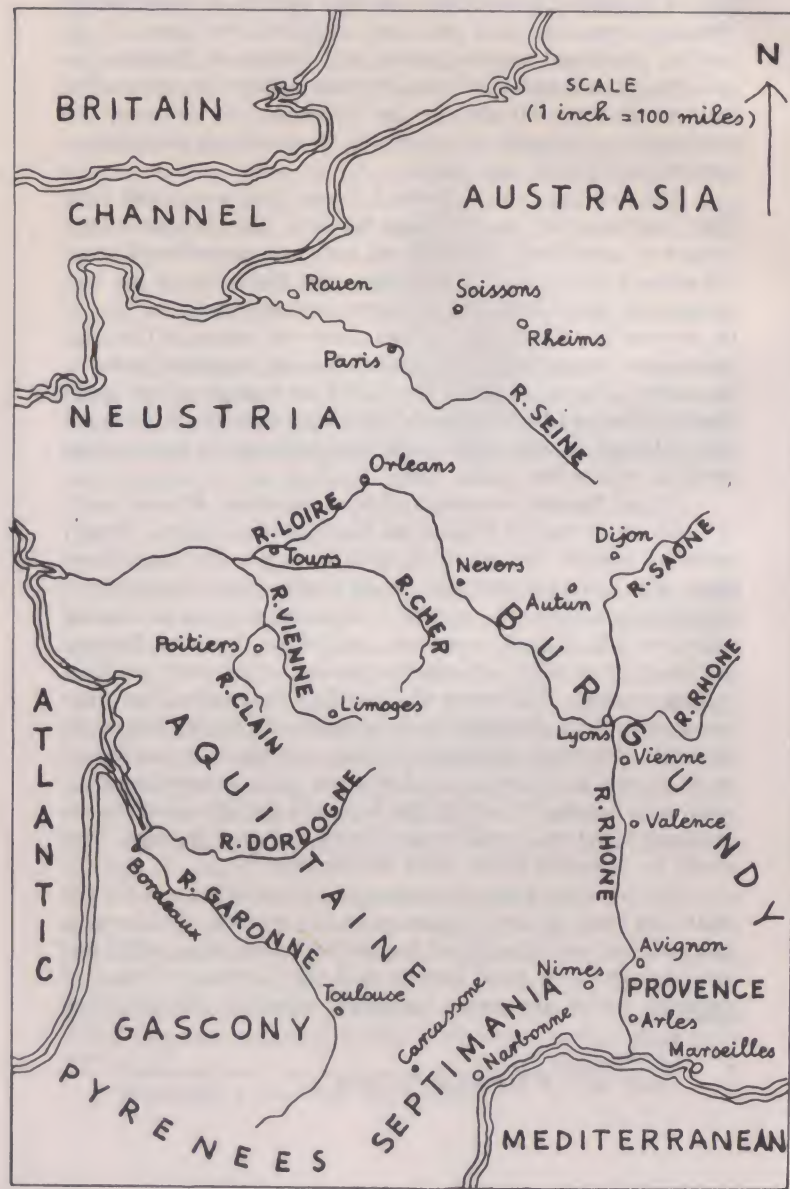 N
SCALE
(1 inch = 100 miles)
BRITAIN
CHANNEL
AUSTRASIA
Rouen
Soissons
Rheims
Paris
R. SEINE
NEUSTRIA
Orleans
R. LOIRE
Tours
R. CHER
Nevers
Dijon
R. SAONE
Autun
BURGUNDY
R. VIENNE
Poitiers
R. CLAIN
Limoges
Lyons
R. RHONE
Vienne
ATLANTIC
AQUITAINE
R. DORDOGNE
Valence
R. RHONE
Bordeaux
R. GARONNE
Avignon
Nimes
PROVENCE
Toulouse
Arles
GASCONY
Carcassone
Narbonne
SEPTIMANIA
Marseilles
PYRENEES
MEDITERRANEAN